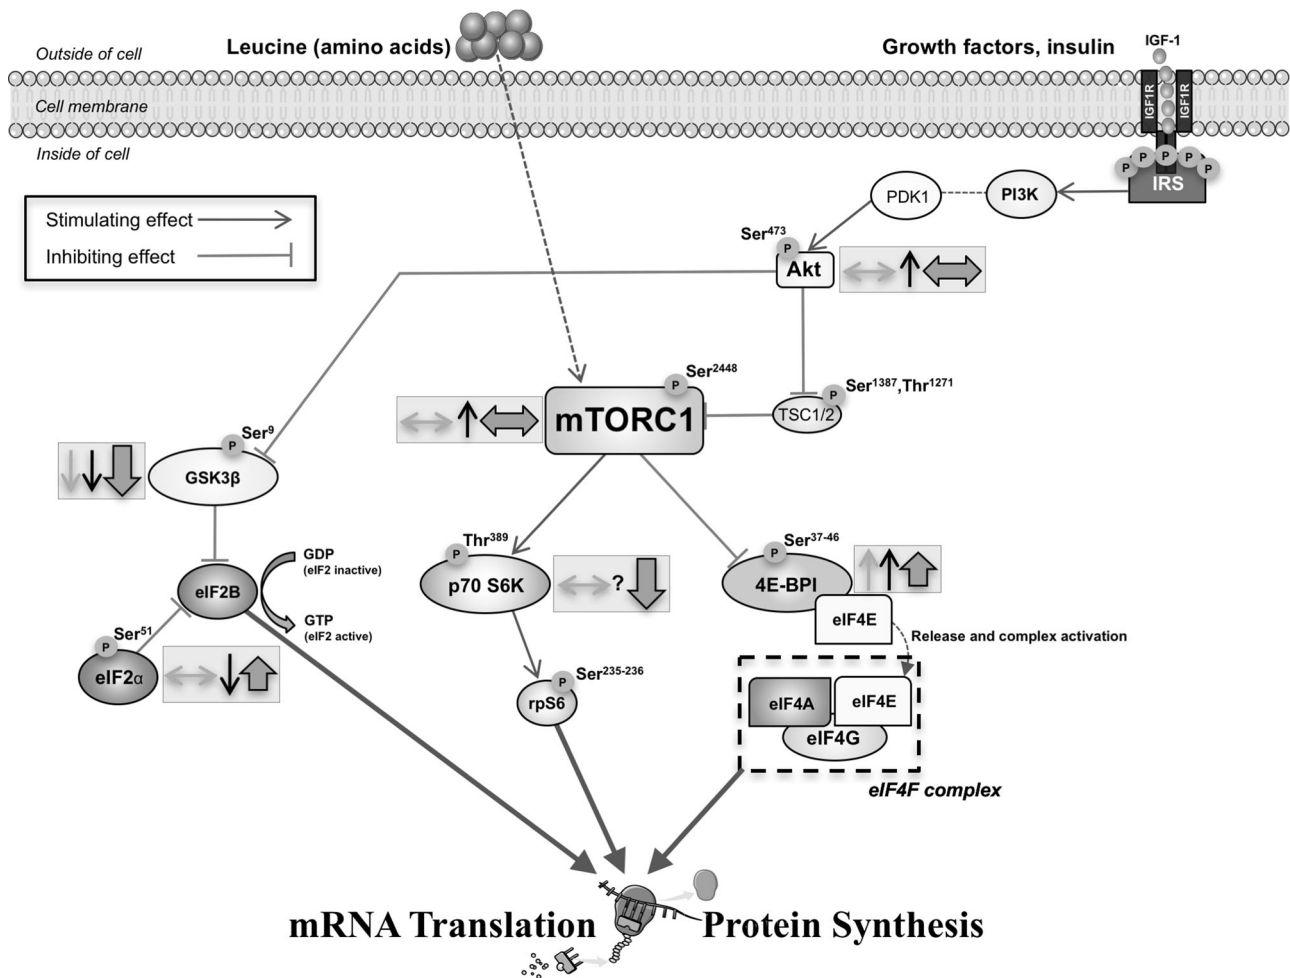 Leucine (amino acids)
Growth factors, insulin
IGF-1
Outside of cell
Cell membrane
Inside of cell
IGF1R
IGF1R
P
P
P
P
P
IRS
Stimulating effect
Inhibiting effect
PDK1
PI3K
Ser473
P
Akt
Ser2448
P
mTORC1
Ser1387,Thr1271
P
TSC1/2
Ser9
P
GSK3β
GDP
(eIF2 inactive)
eIF2B
GTP
(eIF2 active)
Ser51
P
eIF2α
Thr389
P
p70 S6K
?
Ser235-236
P
rpS6
Ser37-46
P
4E-BPI
eIF4E
Release and complex activation
eIF4A
eIF4E
eIF4G
eIF4F complex
mRNA Translation
Protein Synthesis